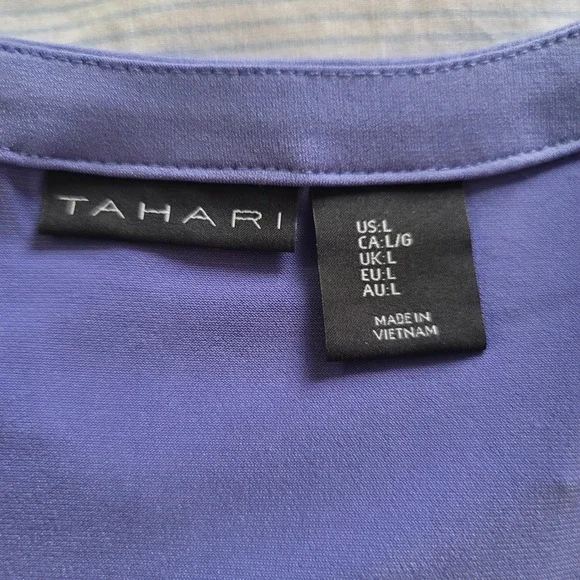 TAHARI
US:L
CA:L/G
UK:L
EU:L
AU:L
MADE IN
VIETNAM